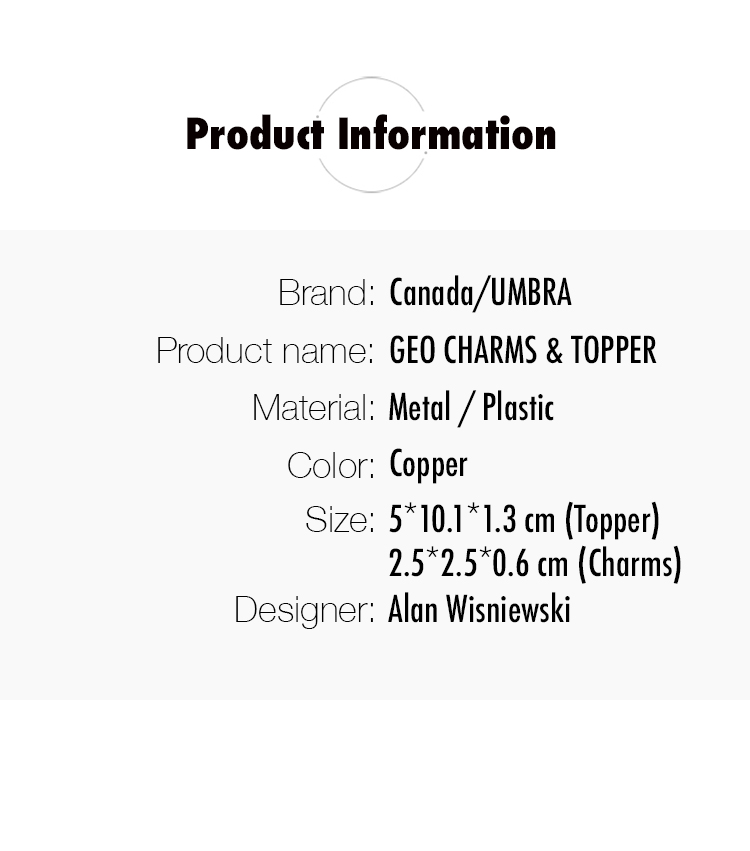 Product Information
Brand: Canada/UMBRA
Product name: GEO CHARMS & TOPPER
Material: Metal / Plastic
Color: Copper
Size: 5*10.1*1.3 cm (Topper)
2.5*2.5*0.6 cm (Charms)
Designer: Alan Wisniewski